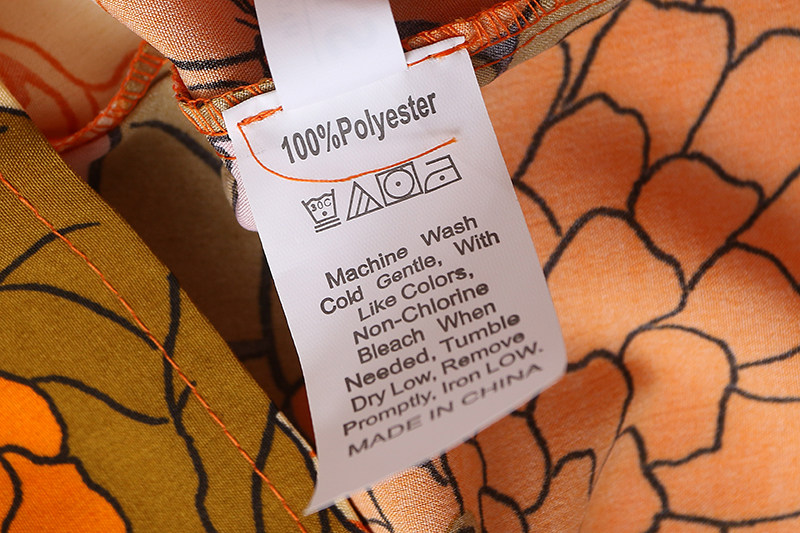 100%Polyester
30C
Machine Wash
Cold Gentle, With
Like Colors,
Non-Chlorine
Bleach When
Needed, Tumble
Dry Low, Remove
Promptly, Iron LOW.
MADE IN CHINA